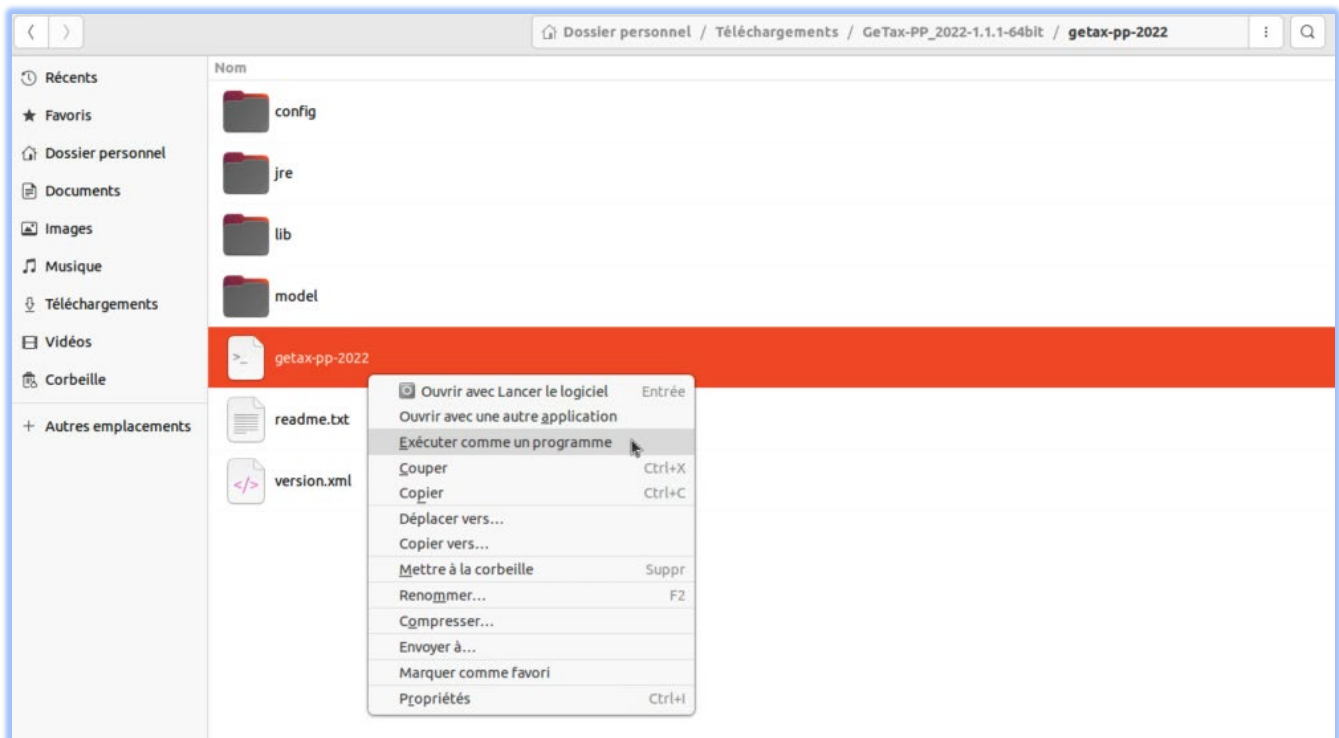 Dossier personnel / Téléchargements / GeTax-PP_2022-1.1.1-64bit / getax-pp-2022
Récents
Favoris
Dossier personnel
Documents
Images
Musique
Téléchargements
Vidéos
Corbeille
+ Autres emplacements
Nom
config
jre
lib
model
>_ getax-pp-2022
readme.txt
</> version.xml
Ouvrir avec Lancer le logiciel Entrée
Ouvrir avec une autre application
Exécuter comme un programme
Couper Ctrl+X
Copier Ctrl+C
Déplacer vers...
Copier vers...
Mettre à la corbeille Suppr
Renommer... F2
Compresser...
Envoyer à...
Marquer comme favori
Propriétés Ctrl+I